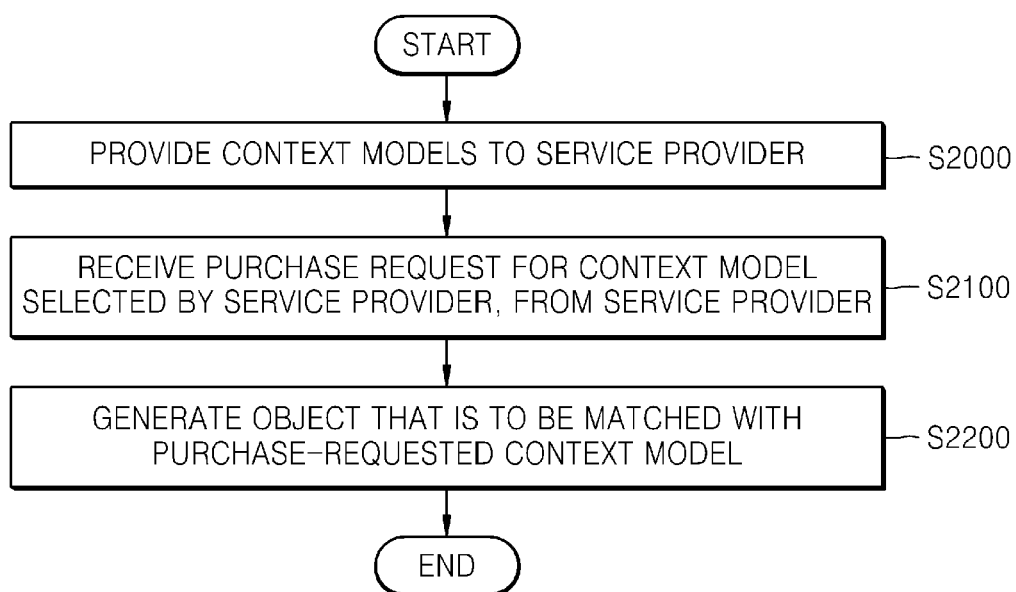 START
PROVIDE CONTEXT MODELS TO SERVICE PROVIDER
S2000
RECEIVE PURCHASE REQUEST FOR CONTEXT MODEL
SELECTED BY SERVICE PROVIDER, FROM SERVICE PROVIDER
S2100
GENERATE OBJECT THAT IS TO BE MATCHED WITH
PURCHASE-REQUESTED CONTEXT MODEL
S2200
END